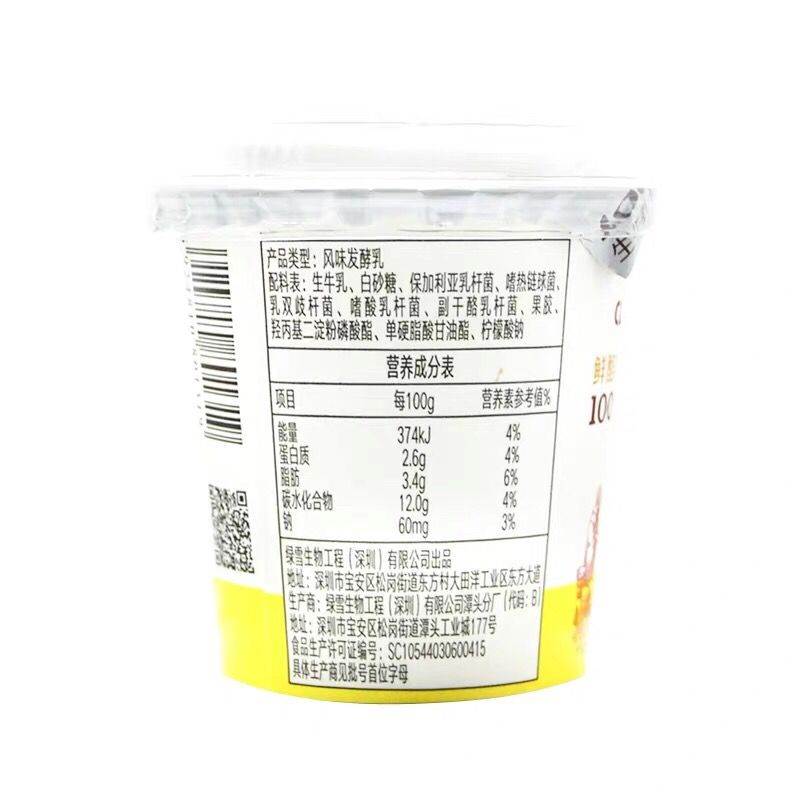 产品类型：风味发酵乳
配料表：生牛乳、白砂糖、保加利亚乳杆菌、嗜热链球菌、
乳双歧杆菌、嗜酸乳杆菌、副干酪乳杆菌、果胶、
羟丙基二淀粉磷酸酯、单硬脂酸甘油酯、柠檬酸钠
营养成分表
项目 每100g 营养素参考值%
能量 374kJ 4%
蛋白质 2.6g 4%
脂肪 3.4g 6%
碳水化合物 12.0g 4%
钠 60mg 3%
绿雪生物工程（深圳）有限公司出品
地址：深圳市宝安区松岗街道东方村大田洋工业区东方大道
生产商：绿雪生物工程（深圳）有限公司潭头分厂（代码：B）
地址：深圳市宝安区松岗街道潭头工业城177号
食品生产许可证编号：SC10544030600415
具体生产商见批号首位字母
鲜酪
100